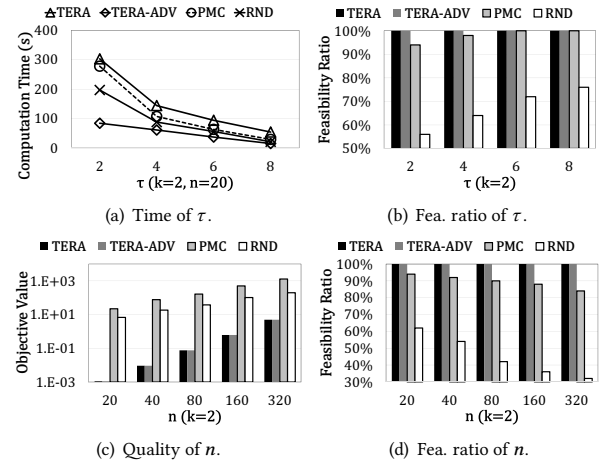 TERA TERA-ADV PMC RND
Computation Time (s)
400
300
200
100
0
2 4 6 8
τ (k=2, n=20)
(a) Time of τ.
TERA TERA-ADV PMC RND
Feasibility Ratio
100%
90%
80%
70%
60%
50%
2 4 6 8
τ (k=2)
(b) Fea. ratio of τ.
TERA TERA-ADV PMC RND
Objective Value
1.E+03
1.E+01
1.E-01
1.E-03
20 40 80 160 320
n (k=2)
(c) Quality of n.
TERA TERA-ADV PMC RND
Feasibility Ratio
100%
90%
80%
70%
60%
50%
40%
30%
20 40 80 160 320
n (k=2)
(d) Fea. ratio of n.